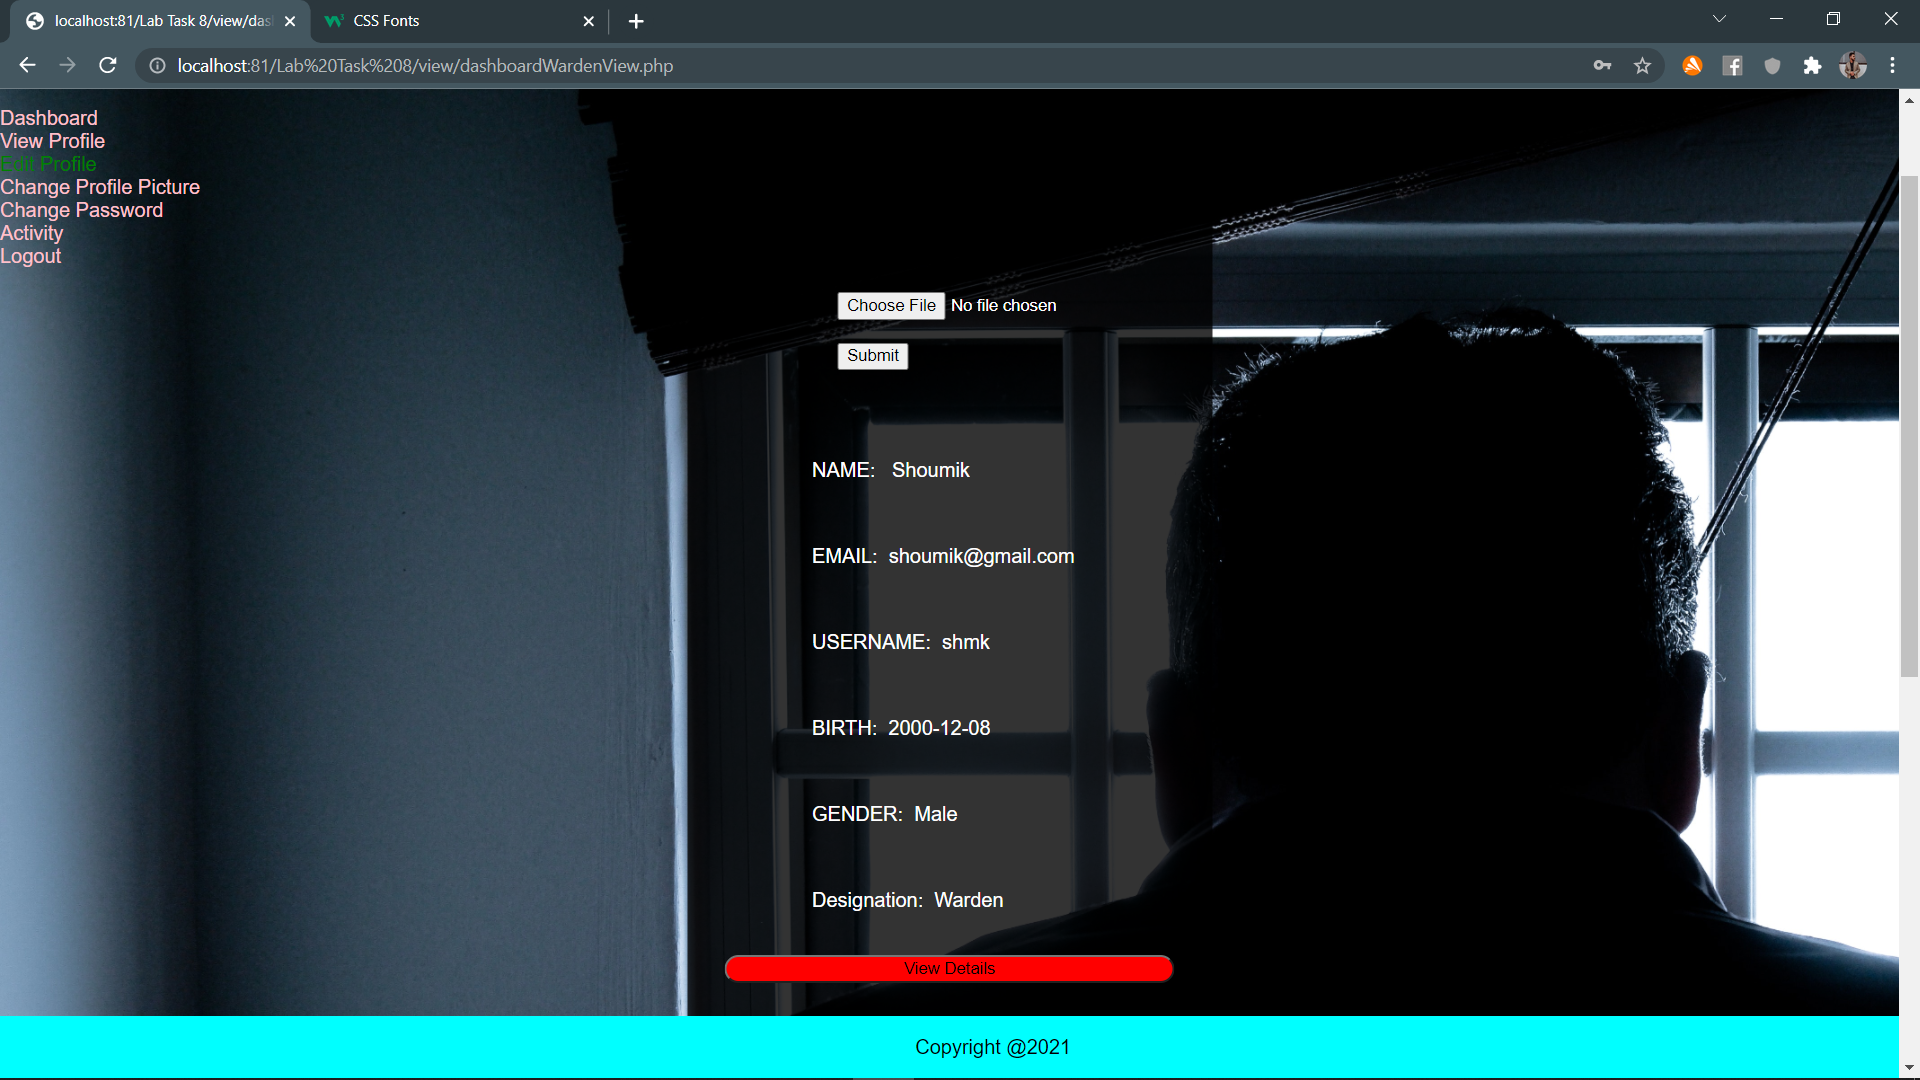 localhost:81/Lab Task 8/view/das
CSS Fonts
localhost:81/Lab%20Task%208/view/dashboardWardenView.php
Dashboard
View Profile
Edit Profile
Change Profile Picture
Change Password
Activity
Logout
Choose File No file chosen
Submit
NAME: Shoumik
EMAIL: shoumik@gmail.com
USERNAME: shmk
BIRTH: 2000-12-08
GENDER: Male
Designation: Warden
View Details
Copyright @2021